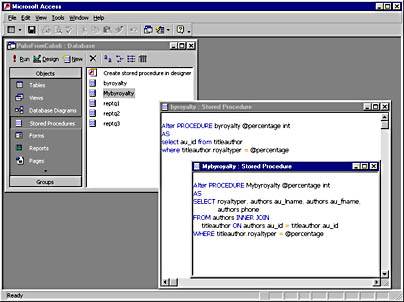 Microsoft Access
File Edit View Tools Window Help
PubsFromCalidi : Database
Run Design New
Objects
Tables
Views
Database Diagrams
Stored Procedures
Forms
Reports
Pages
Groups
Create stored procedure in designer
byroyalty
Mybyroyalty
reptq1
reptq2
reptq3
byroyalty : Stored Procedure
Alter PROCEDURE byroyalty @percentage int
AS
select au_id from titleauthor
where titleauthor.royaltyper = @percentage
Mybyroyalty : Stored Procedure
Alter PROCEDURE Mybyroyalty @percentage int
AS
SELECT royaltyper, authors.au_lname, authors.au_fname,
authors.phone
FROM authors INNER JOIN
titleauthor ON authors.au_id = titleauthor.au_id
WHERE titleauthor.royaltyper = @percentage
Ready